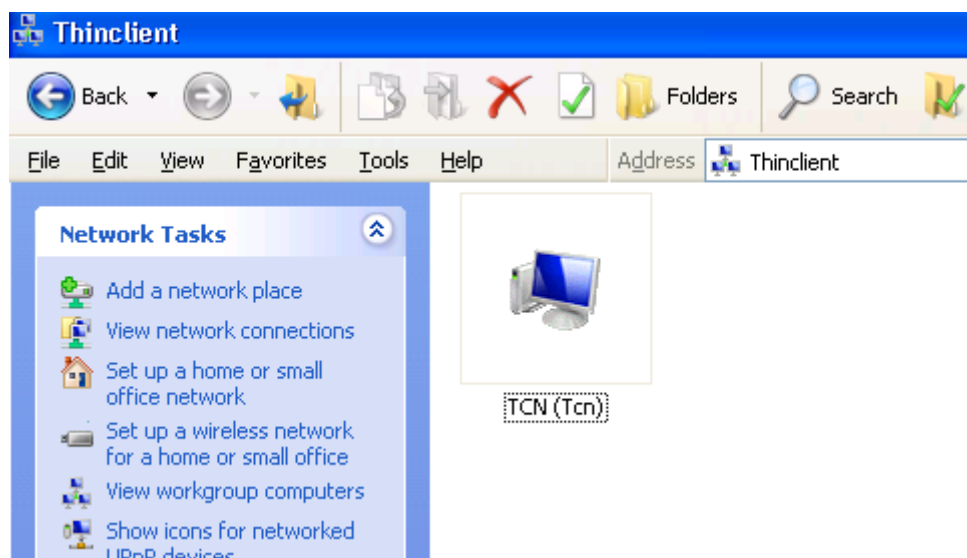 Thinclient
Back Folders Search
File Edit View Favorites Tools Help Address Thinclient
Network Tasks
Add a network place
View network connections
Set up a home or small
office network
Set up a wireless network
for a home or small office
View workgroup computers
Show icons for networked
UPnP devices
TCN (Tcn)